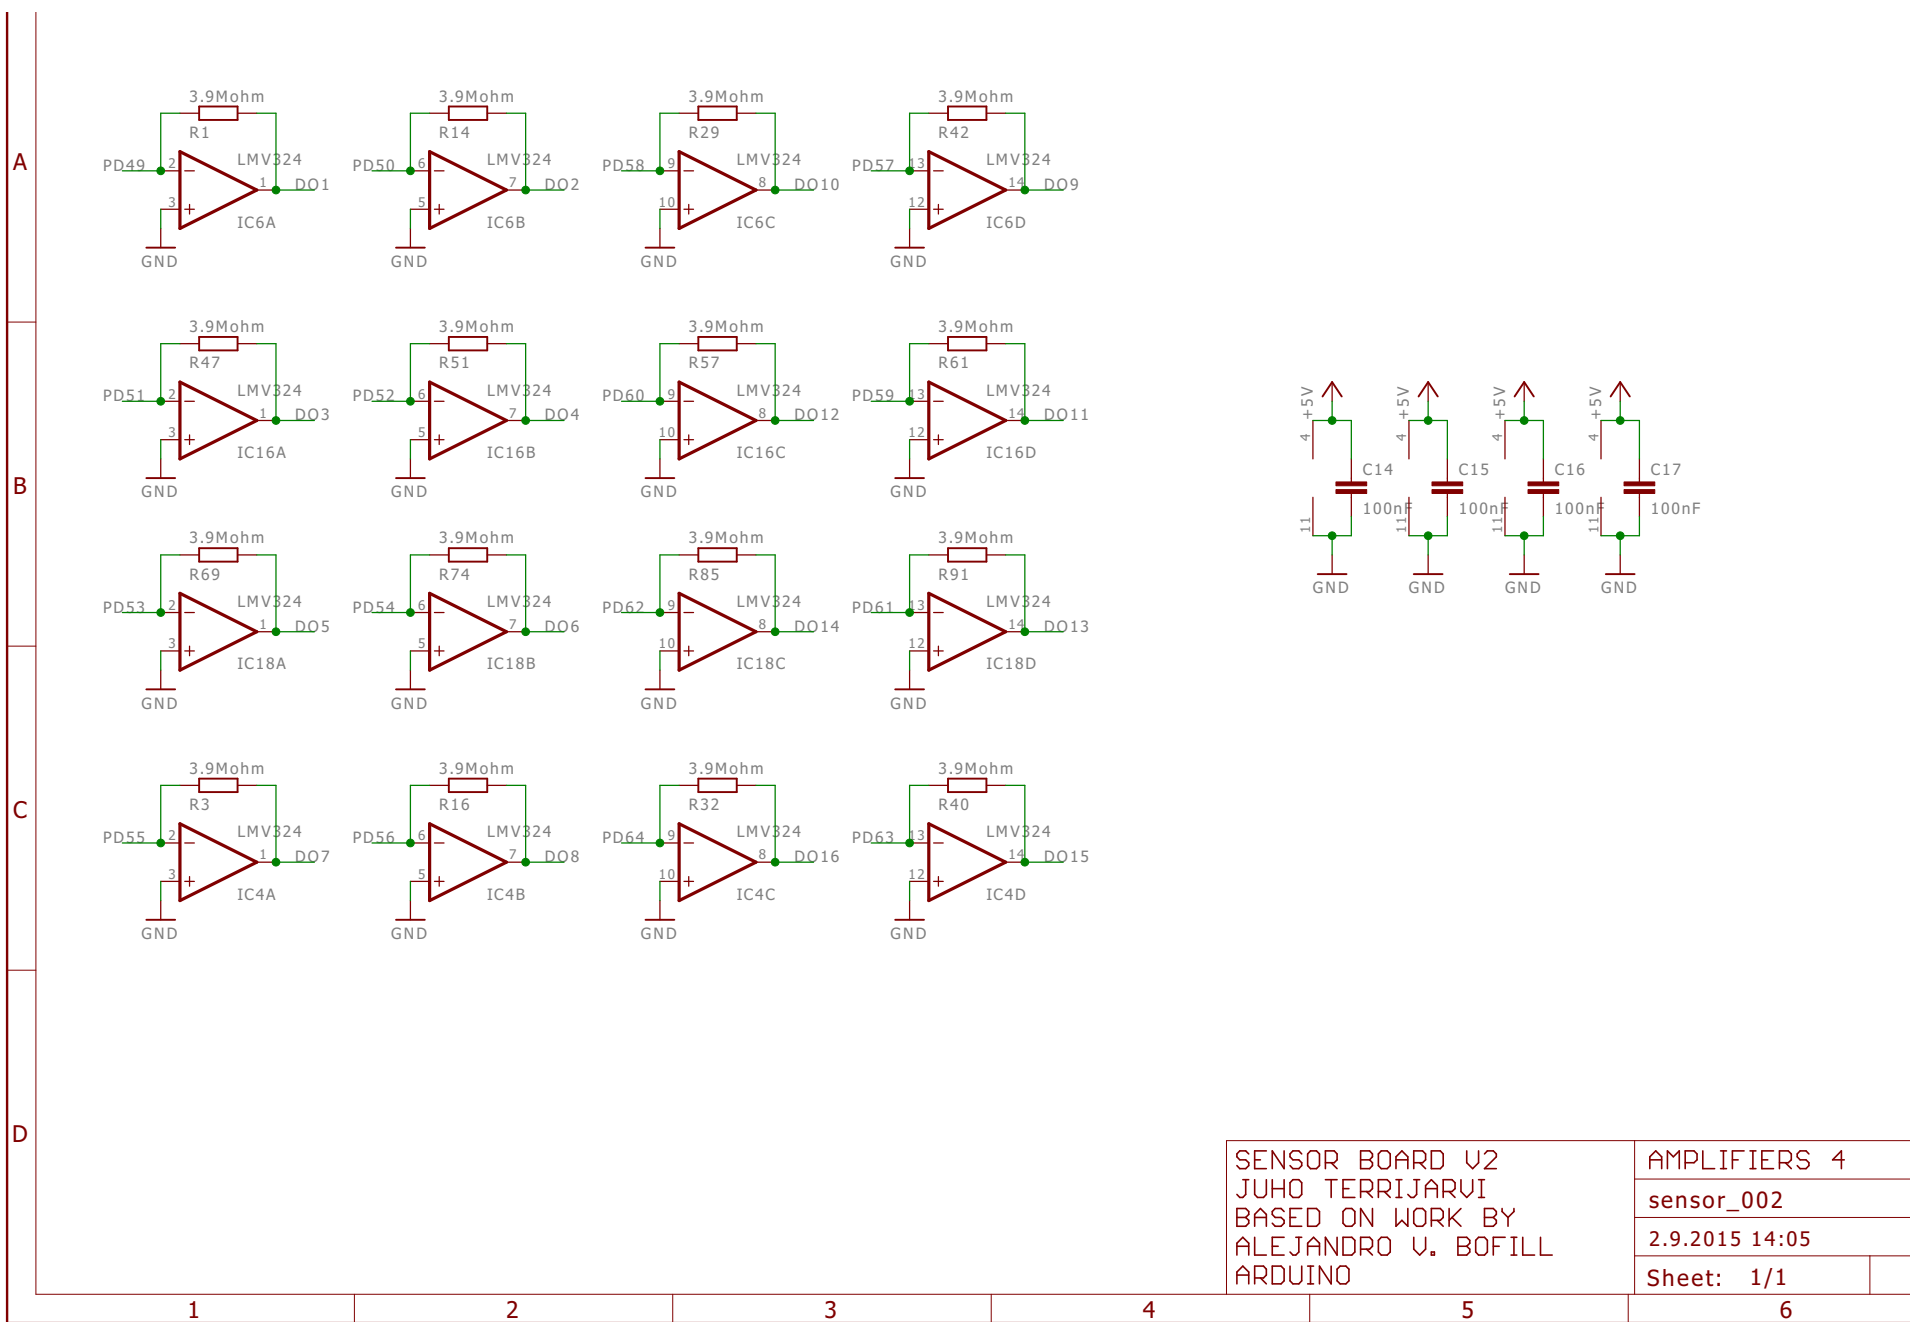 A
3.9Mohm 3.9Mohm 3.9Mohm 3.9Mohm
R1 R14 R29 R42
PD49 2 LMV324 1 DO1 PD50 6 LMV324 7 DO2 PD58 9 LMV324 8 DO10 PD57 13 LMV324 14 DO9
3 IC6A 5 IC6B 10 IC6C 12 IC6D
GND GND GND GND
B
3.9Mohm 3.9Mohm 3.9Mohm 3.9Mohm
R47 R51 R57 R61
PD51 2 LMV324 1 DO3 PD52 6 LMV324 7 DO4 PD60 9 LMV324 8 DO12 PD59 13 LMV324 14 DO11
3 IC16A 5 IC16B 10 IC16C 12 IC16D
GND GND GND GND
+5V +5V +5V +5V
4 4 4 4
C14 C15 C16 C17
100nF 100nF 100nF 100nF
11 11 11 11
GND GND GND GND
3.9Mohm 3.9Mohm 3.9Mohm 3.9Mohm
R69 R74 R85 R91
PD53 2 LMV324 1 DO5 PD54 6 LMV324 7 DO6 PD62 9 LMV324 8 DO14 PD61 13 LMV324 14 DO13
3 IC18A 5 IC18B 10 IC18C 12 IC18D
GND GND GND GND
C
3.9Mohm 3.9Mohm 3.9Mohm 3.9Mohm
R3 R16 R32 R40
PD55 2 LMV324 1 DO7 PD56 6 LMV324 7 DO8 PD64 9 LMV324 8 DO16 PD63 13 LMV324 14 DO15
3 IC4A 5 IC4B 10 IC4C 12 IC4D
GND GND GND GND
D
SENSOR BOARD V2
JUHO TERRIJARVI
BASED ON WORK BY
ALEJANDRO V. BOFILL
ARDUINO
AMPLIFIERS 4
sensor_002
2.9.2015 14:05
Sheet: 1/1
1 2 3 4 5 6